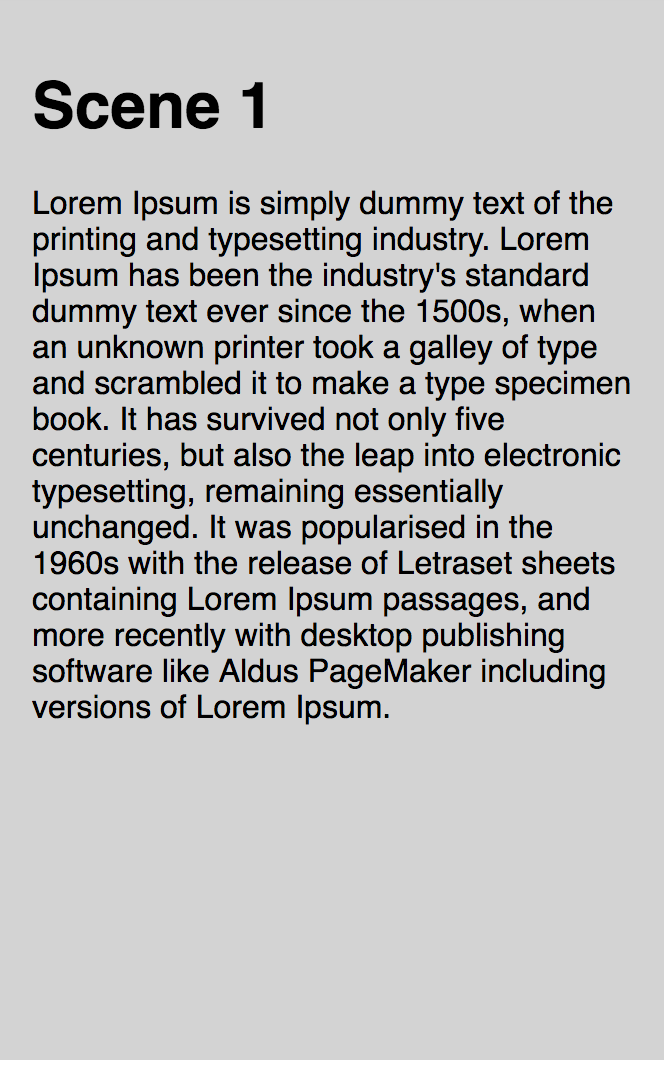 Scene 1
Lorem Ipsum is simply dummy text of the
printing and typesetting industry. Lorem
Ipsum has been the industry's standard
dummy text ever since the 1500s, when
an unknown printer took a galley of type
and scrambled it to make a type specimen
book. It has survived not only five
centuries, but also the leap into electronic
typesetting, remaining essentially
unchanged. It was popularised in the
1960s with the release of Letraset sheets
containing Lorem Ipsum passages, and
more recently with desktop publishing
software like Aldus PageMaker including
versions of Lorem Ipsum.